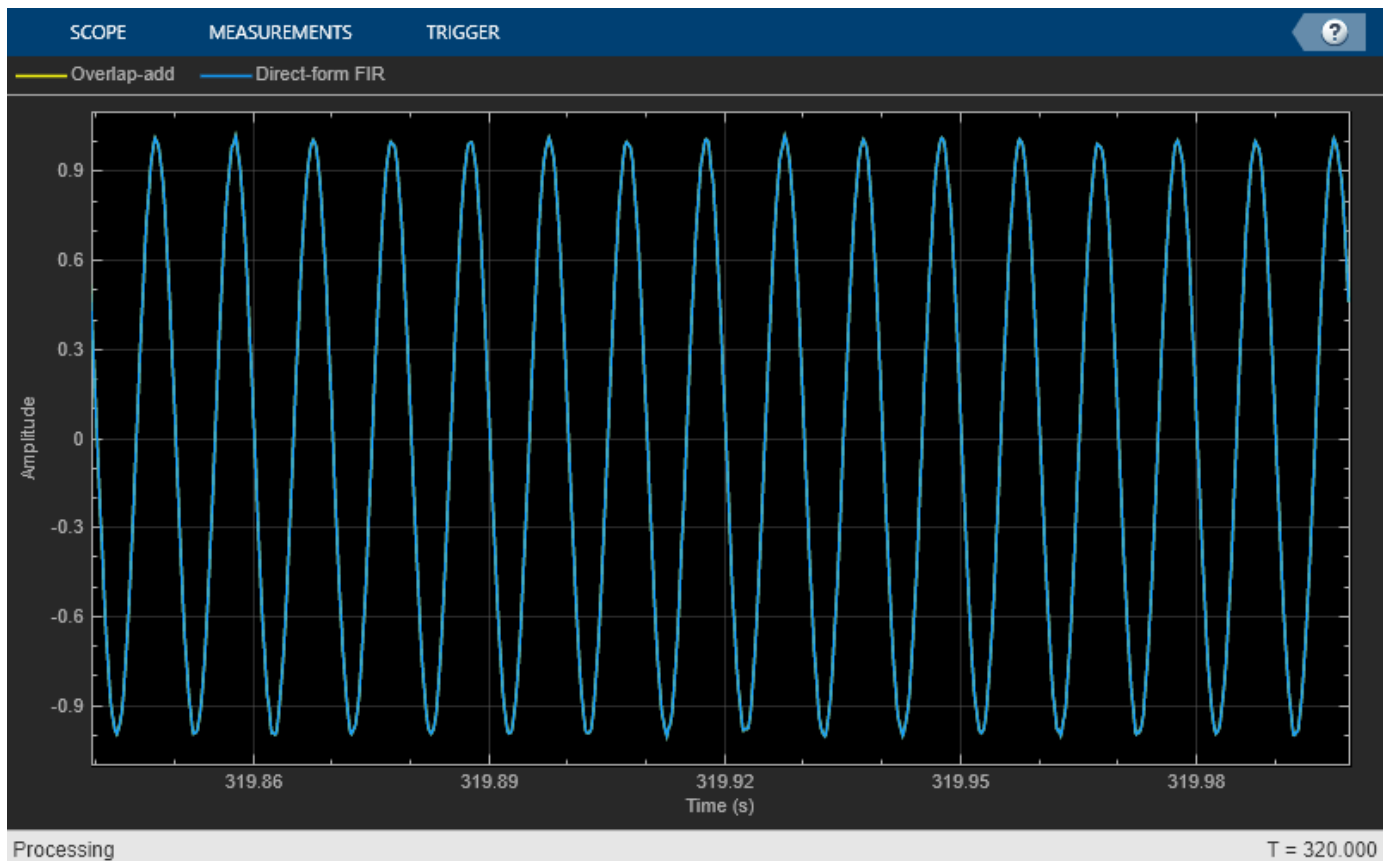 SCOPE MEASUREMENTS TRIGGER ?
Overlap-add Direct-form FIR
0.9
0.6
0.3
0
-0.3
-0.6
-0.9
Amplitude
319.86 319.89 319.92 319.95 319.98
Time (s)
Processing T = 320.000